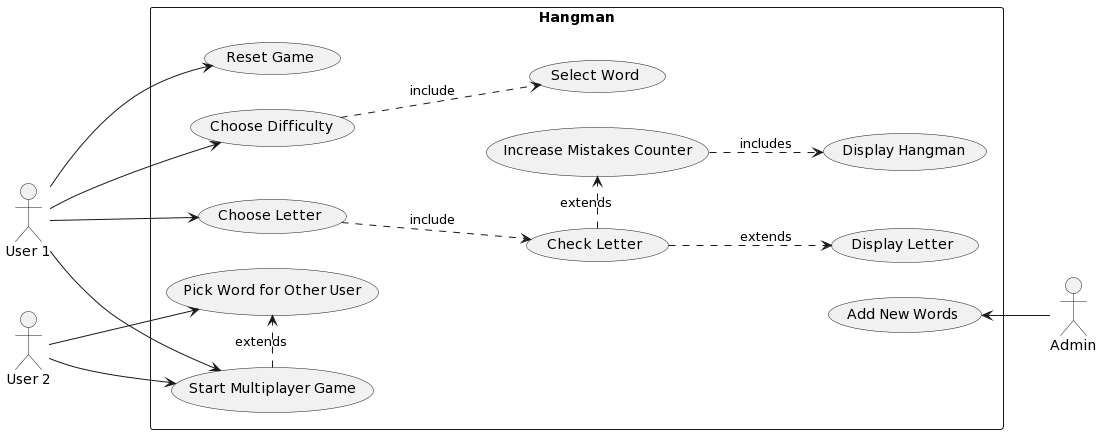 Hangman
Reset Game
Select Word
include
Choose Difficulty
Increase Mistakes Counter
includes
Display Hangman
extends
Choose Letter
include
Check Letter
extends
Display Letter
User 1
Pick Word for Other User
Add New Words
extends
Admin
User 2
Start Multiplayer Game